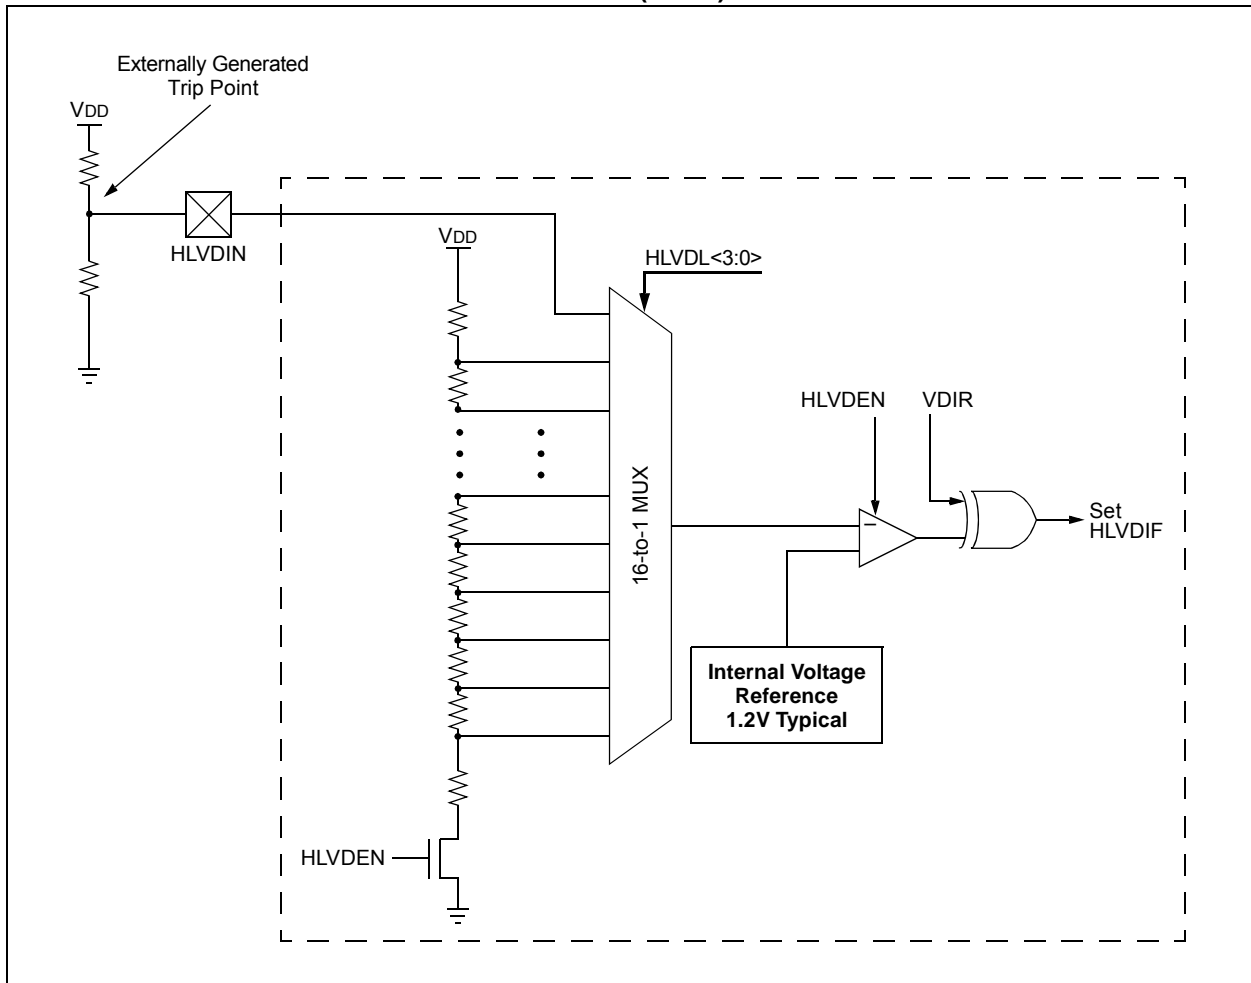 Externally Generated
Trip Point
VDD
HLVDIN
VDD
HLVDL<3:0>
16-to-1 MUX
HLVDEN
VDIR
–
Set
HLVDIF
Internal Voltage
Reference
1.2V Typical
HLVDEN